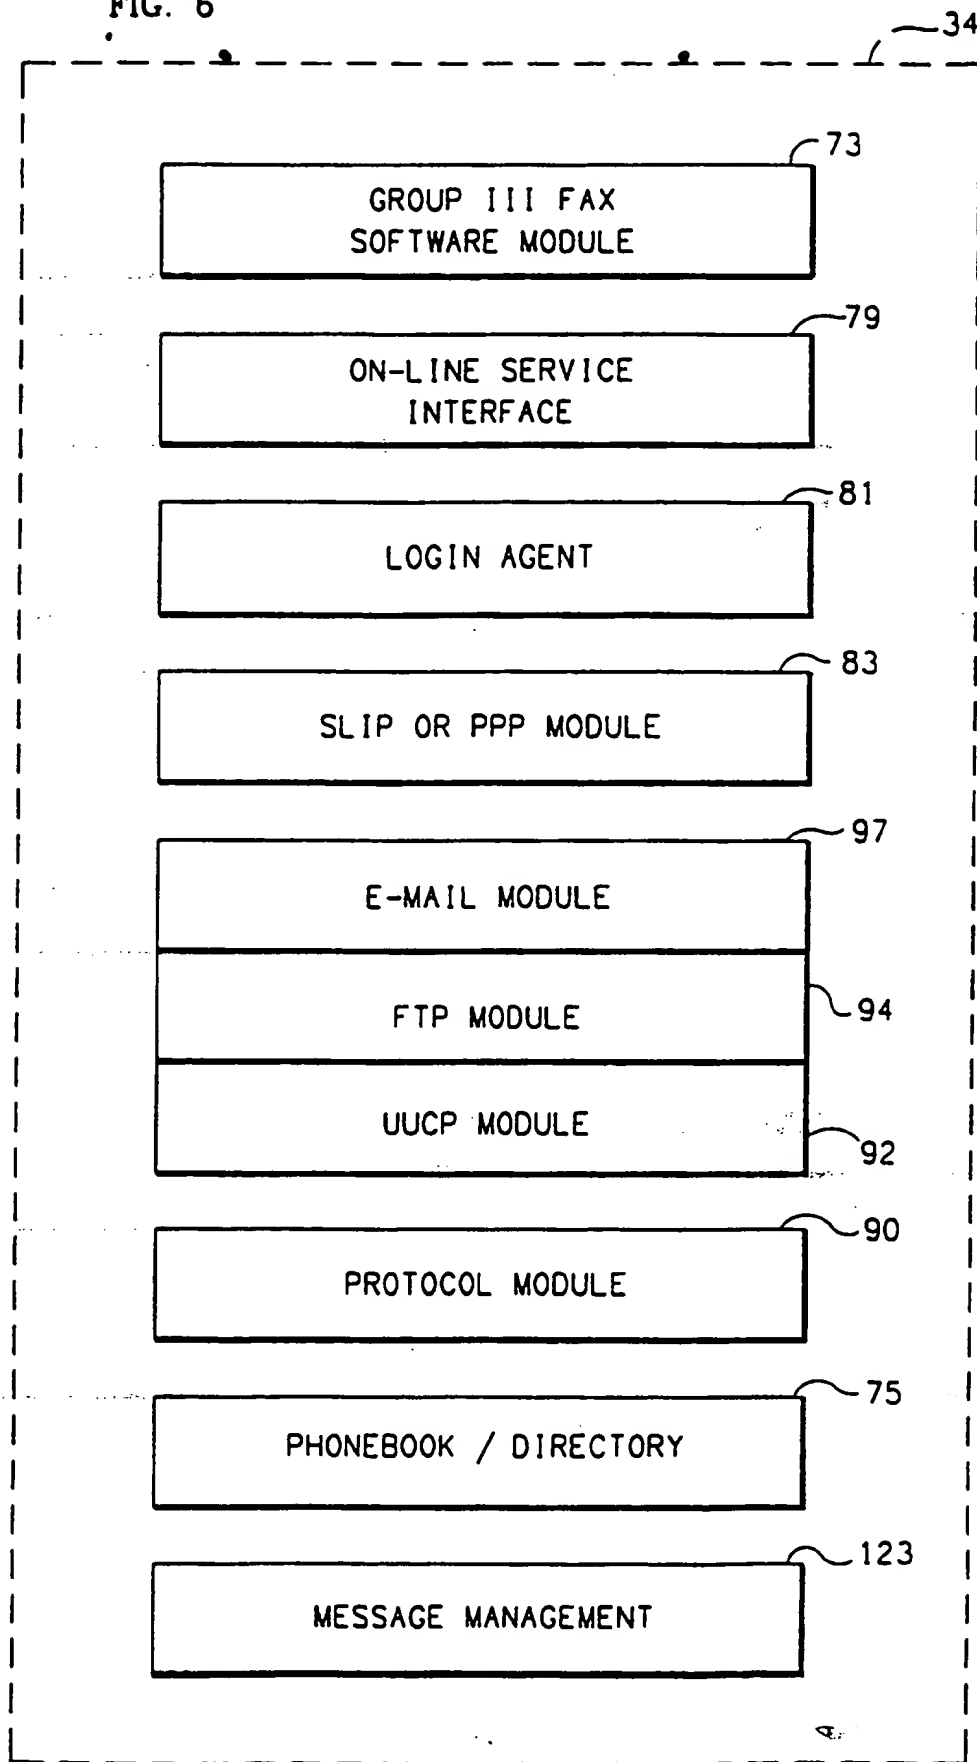 FIG. 6
34
73
GROUP III FAX
SOFTWARE MODULE
79
ON-LINE SERVICE
INTERFACE
81
LOGIN AGENT
83
SLIP OR PPP MODULE
97
E-MAIL MODULE
FTP MODULE
94
UUCP MODULE
92
90
PROTOCOL MODULE
75
PHONEBOOK / DIRECTORY
123
MESSAGE MANAGEMENT